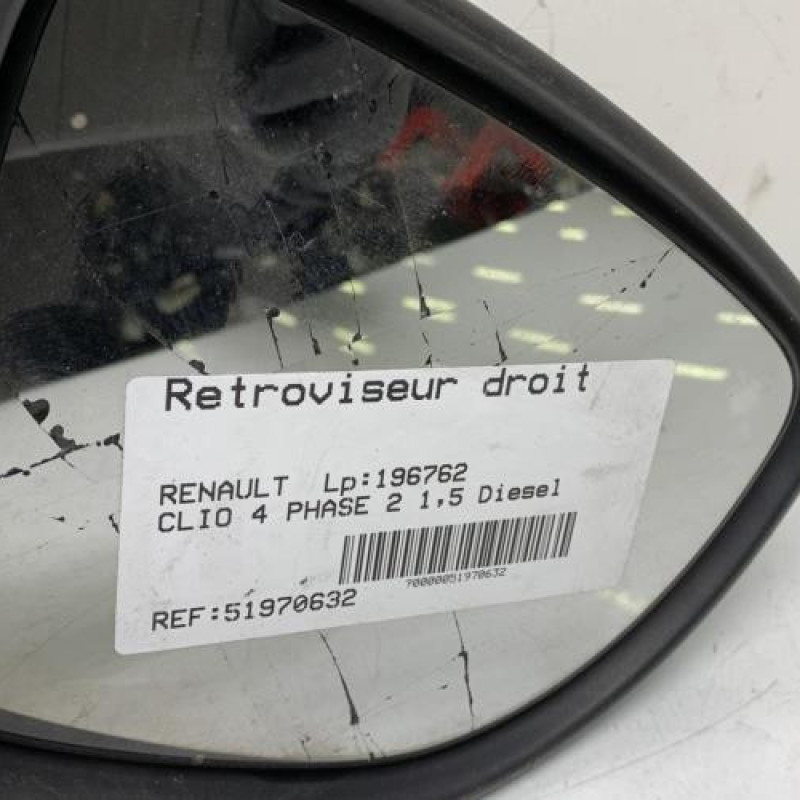 Retroviseur droit
RENAULT Lp:196762
CLIO 4 PHASE 2 1,5 Diesel
70000051970632
REF:51970632